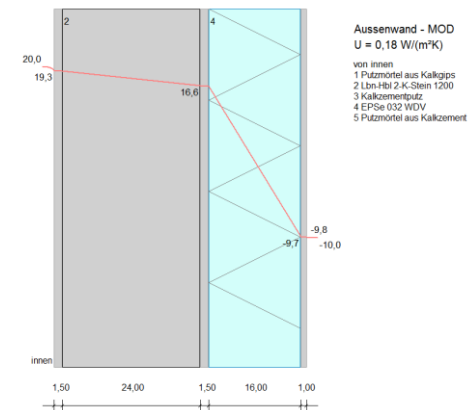 2
4
Aussenwand - MOD
U = 0,18 W/(m²K)
von innen
1 Putzmörtel aus Kalkgips
2 Lbn-Hbl 2-K-Stein 1200
3 Kalkzementputz
4 EPSe 032 WDV
5 Putzmörtel aus Kalkzement
20,0
19,3
16,6
-9,8
-9,7
-10,0
innen
1,50 24,00 1,50 16,00 1,00